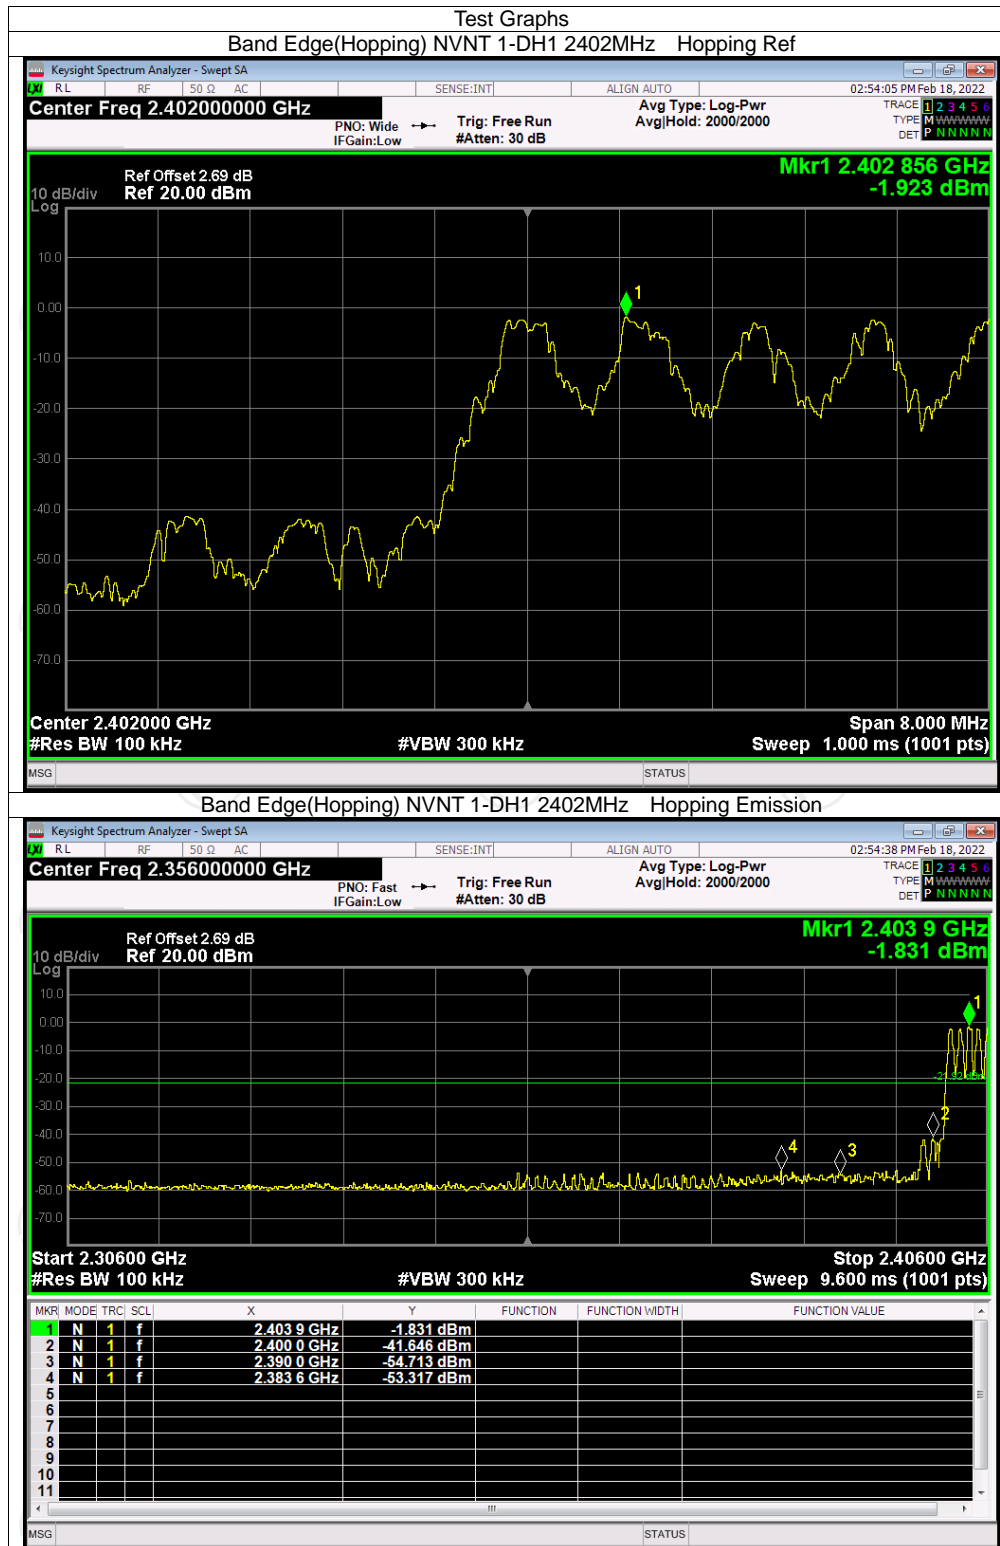 Test Graphs
Band Edge(Hopping) NVNT 1-DH1 2402MHz Hopping Ref
Keysight Spectrum Analyzer - Swept SA
LXI RL RF 50 Ω AC SENSE:INT ALIGN AUTO 02:54:05 PM Feb 18, 2022
Center Freq 2.402000000 GHz Avg Type: Log-Pwr TRACE 1 2 3 4 5 6
PNO: Wide Trig: Free Run Avg|Hold: 2000/2000 TYPE M WWWWW
IFGain:Low #Atten: 30 dB DET P N N N N N
Mkr1 2.402 856 GHz
Ref Offset 2.69 dB
10 dB/div Ref 20.00 dBm -1.923 dBm
Log
10.0
1
0.00
-10.0
-20.0
-30.0
-40.0
-50.0
-60.0
-70.0
Center 2.402000 GHz Span 8.000 MHz
#Res BW 100 kHz #VBW 300 kHz Sweep 1.000 ms (1001 pts)
MSG STATUS
Band Edge(Hopping) NVNT 1-DH1 2402MHz Hopping Emission
Keysight Spectrum Analyzer - Swept SA
LXI RL RF 50 Ω AC SENSE:INT ALIGN AUTO 02:54:38 PM Feb 18, 2022
Center Freq 2.356000000 GHz Avg Type: Log-Pwr TRACE 1 2 3 4 5 6
PNO: Fast Trig: Free Run Avg|Hold: 2000/2000 TYPE M WWWWW
IFGain:Low #Atten: 30 dB DET P N N N N N
Mkr1 2.403 9 GHz
Ref Offset 2.69 dB
10 dB/div Ref 20.00 dBm -1.831 dBm
Log
10.0
1
0.00
-10.0
-20.0
-21.92 dBm
-30.0
2
-40.0
4 3
-50.0
-60.0
-70.0
Start 2.30600 GHz Stop 2.40600 GHz
#Res BW 100 kHz #VBW 300 kHz Sweep 9.600 ms (1001 pts)
MKR MODE TRC SCL X Y FUNCTION FUNCTION WIDTH FUNCTION VALUE
1 N 1 f 2.403 9 GHz -1.831 dBm
2 N 1 f 2.400 0 GHz -41.646 dBm
3 N 1 f 2.390 0 GHz -54.713 dBm
4 N 1 f 2.383 6 GHz -53.317 dBm
5
6
7
8
9
10
11
MSG STATUS